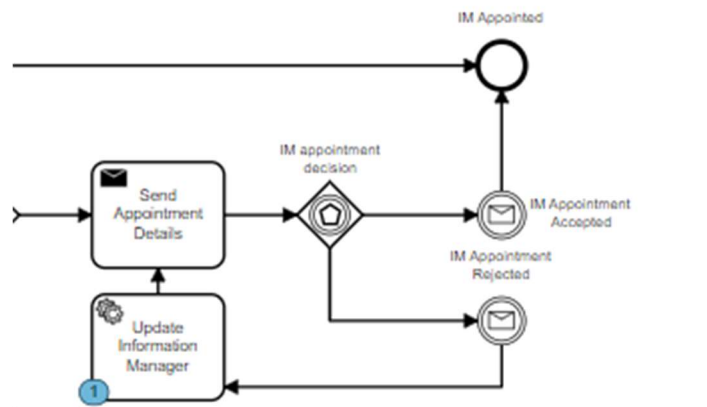 IM Appointed
IM appointment
decision
Send
Appointment
Details
IM Appointment
Accepted
IM Appointment
Rejected
Update
Information
Manager
1